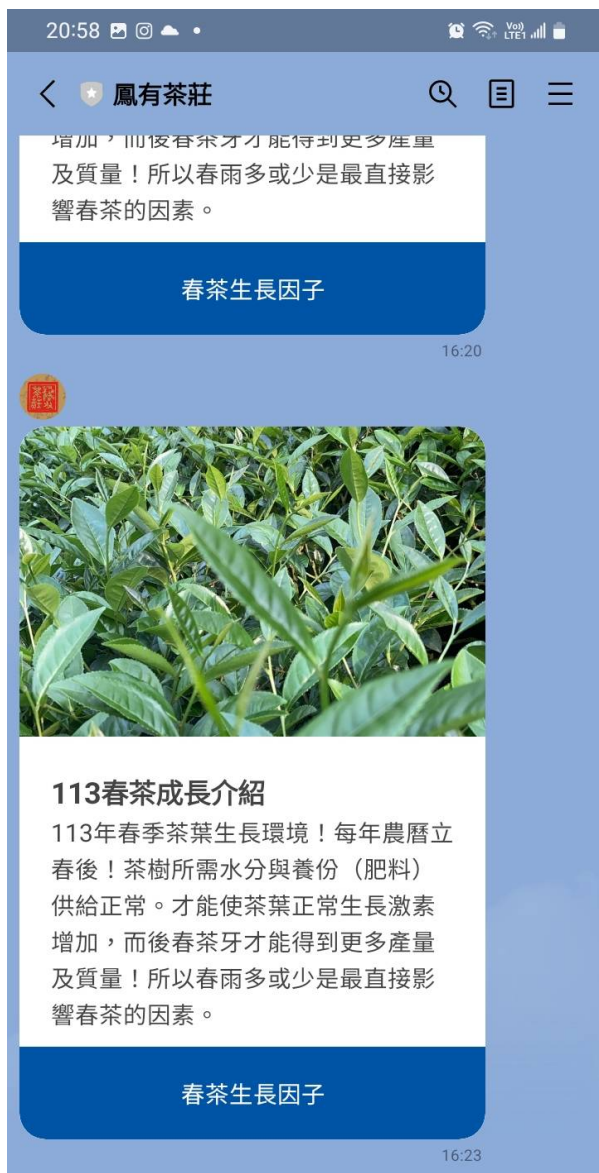 20:58
Vo))
LTE1
鳳有茶莊
增加，而後春茶牙才能得到更多產量
及質量！所以春雨多或少是最直接影
響春茶的因素。
春茶生長因子
16:20
113春茶成長介紹
113年春季茶葉生長環境！每年農曆立
春後！茶樹所需水分與養份（肥料）
供給正常。才能使茶葉正常生長激素
增加，而後春茶牙才能得到更多產量
及質量！所以春雨多或少是最直接影
響春茶的因素。
春茶生長因子
16:23